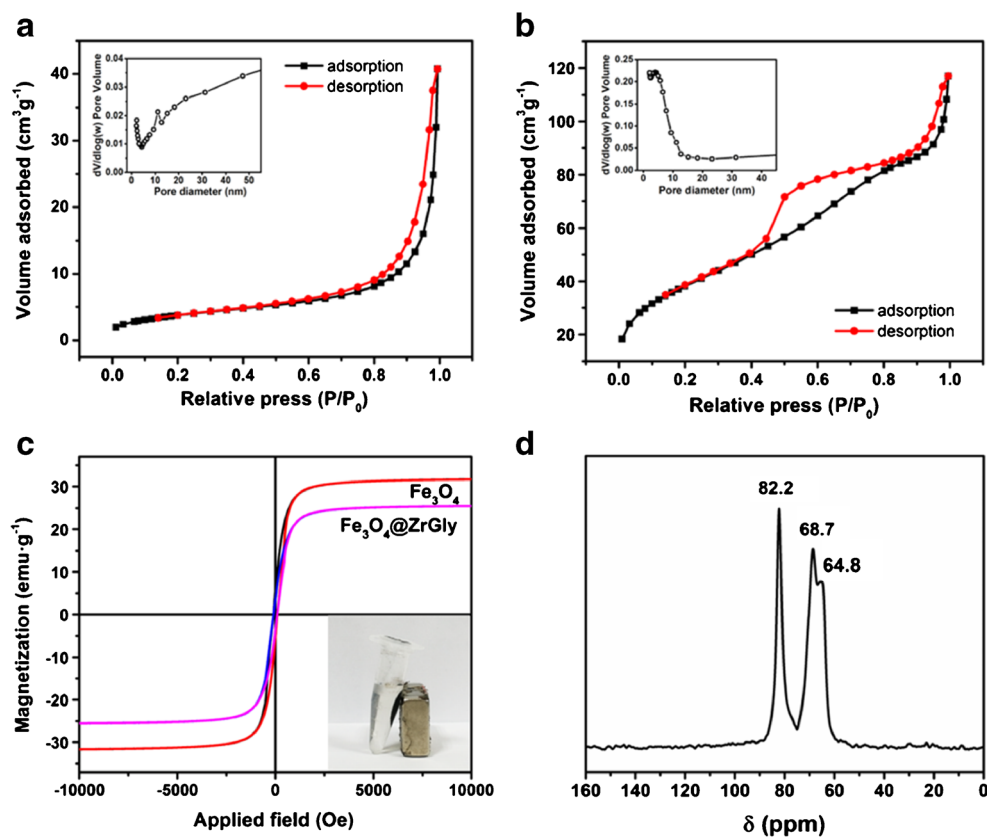 a
Volume adsorbed (cm³g⁻¹)
40
30
20
10
0
0.0 0.2 0.4 0.6 0.8 1.0
Relative press (P/P₀)
adsorption
desorption
dV/dlog(w) Pore Volume
0.04
0.03
0.02
0.01
0.00
0 10 20 30 40 50
Pore diameter (nm)
b
Volume adsorbed (cm³g⁻¹)
120
100
80
60
40
20
0.0 0.2 0.4 0.6 0.8 1.0
Relative press (P/P₀)
dV/dlog(w) Pore Volume
0.25
0.20
0.15
0.10
0.05
0.00
0 10 20 30 40
Pore diameter (nm)
adsorption
desorption
c
Magnetization (emu·g⁻¹)
30
20
10
0
-10
-20
-30
Fe₃O₄
Fe₃O₄@ZrGly
-10000 -5000 0 5000 10000
Applied field (Oe)
d
82.2
68.7
64.8
160 140 120 100 80 60 40 20 0
δ (ppm)